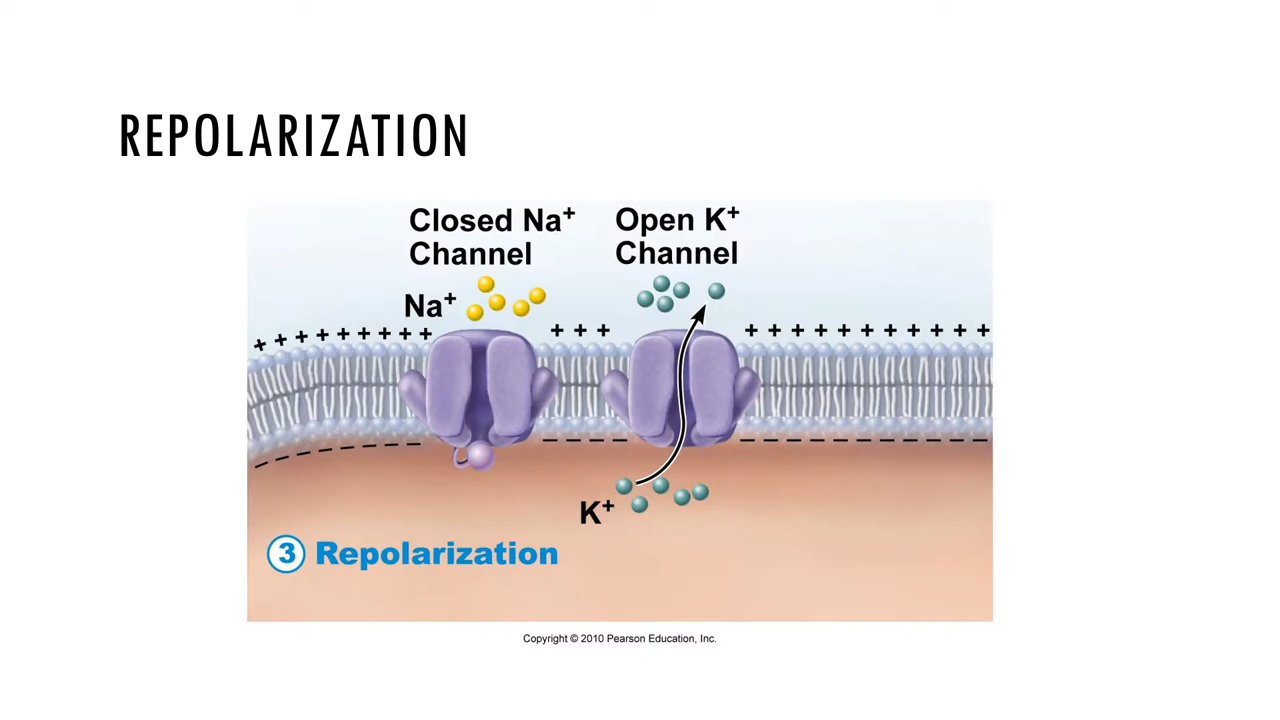 REPOLARIZATION
Closed Na⁺ Open K⁺
Channel Channel
Na⁺
+ + + + + + + + + + + + + + + + + + + + + + +
− − − − − − − − − − − − − − − − − − − − − − −
K⁺
3 Repolarization
Copyright © 2010 Pearson Education, Inc.